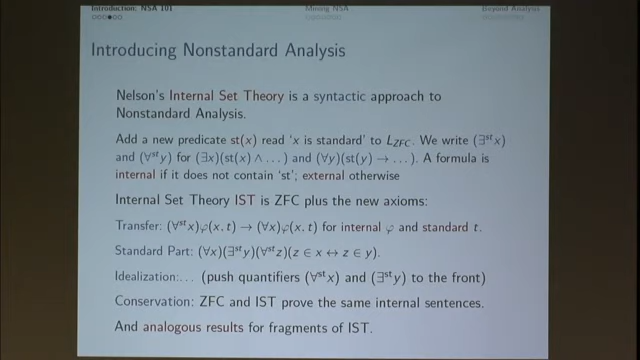 Introduction: NSA 101 Mining NSA Beyond Analysis
Introducing Nonstandard Analysis
Nelson's Internal Set Theory is a syntactic approach to
Nonstandard Analysis.
Add a new predicate st(x) read 'x is standard' to L_ZFC. We write (∃^st x)
and (∀^st y) for (∃x)(st(x) ∧ …) and (∀y)(st(y) → …). A formula is
internal if it does not contain 'st'; external otherwise
Internal Set Theory IST is ZFC plus the new axioms:
Transfer: (∀^st x)φ(x, t) → (∀x)φ(x, t) for internal φ and standard t.
Standard Part: (∀x)(∃^st y)(∀^st z)(z ∈ x ↔ z ∈ y).
Idealization:… (push quantifiers (∀^st x) and (∃^st y) to the front)
Conservation: ZFC and IST prove the same internal sentences.
And analogous results for fragments of IST.